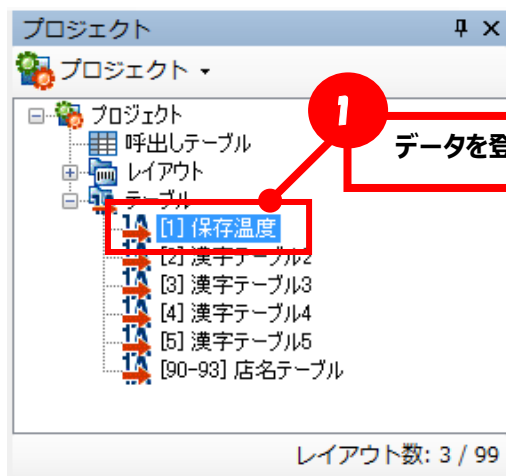 プロジェクト
プロジェクト
プロジェクト
呼出しテーブル
レイアウト
テーブル
[1] 保存温度
[2] 漢字テーブル2
[3] 漢字テーブル3
[4] 漢字テーブル4
[5] 漢字テーブル5
[90-93] 店名テーブル
1
データを登
レイアウト数: 3 / 99